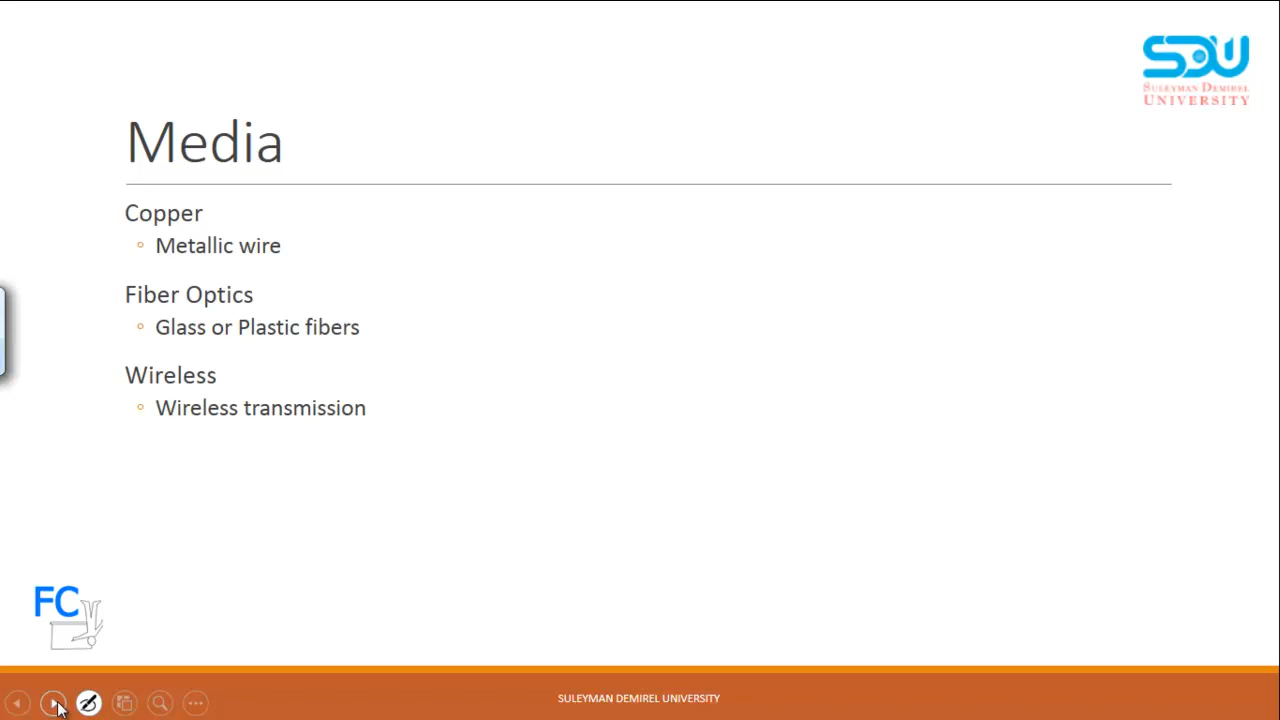 SDU
SULEYMAN DEMIREL
UNIVERSITY
Media
Copper
Metallic wire
Fiber Optics
Glass or Plastic fibers
Wireless
Wireless transmission
FC
SULEYMAN DEMIREL UNIVERSITY